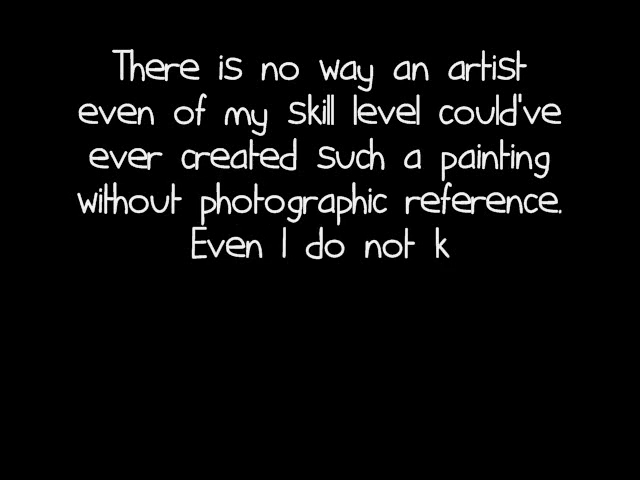 There is no way an artist
even of my skill level could've
ever created such a painting
without photographic reference.
Even I do not k